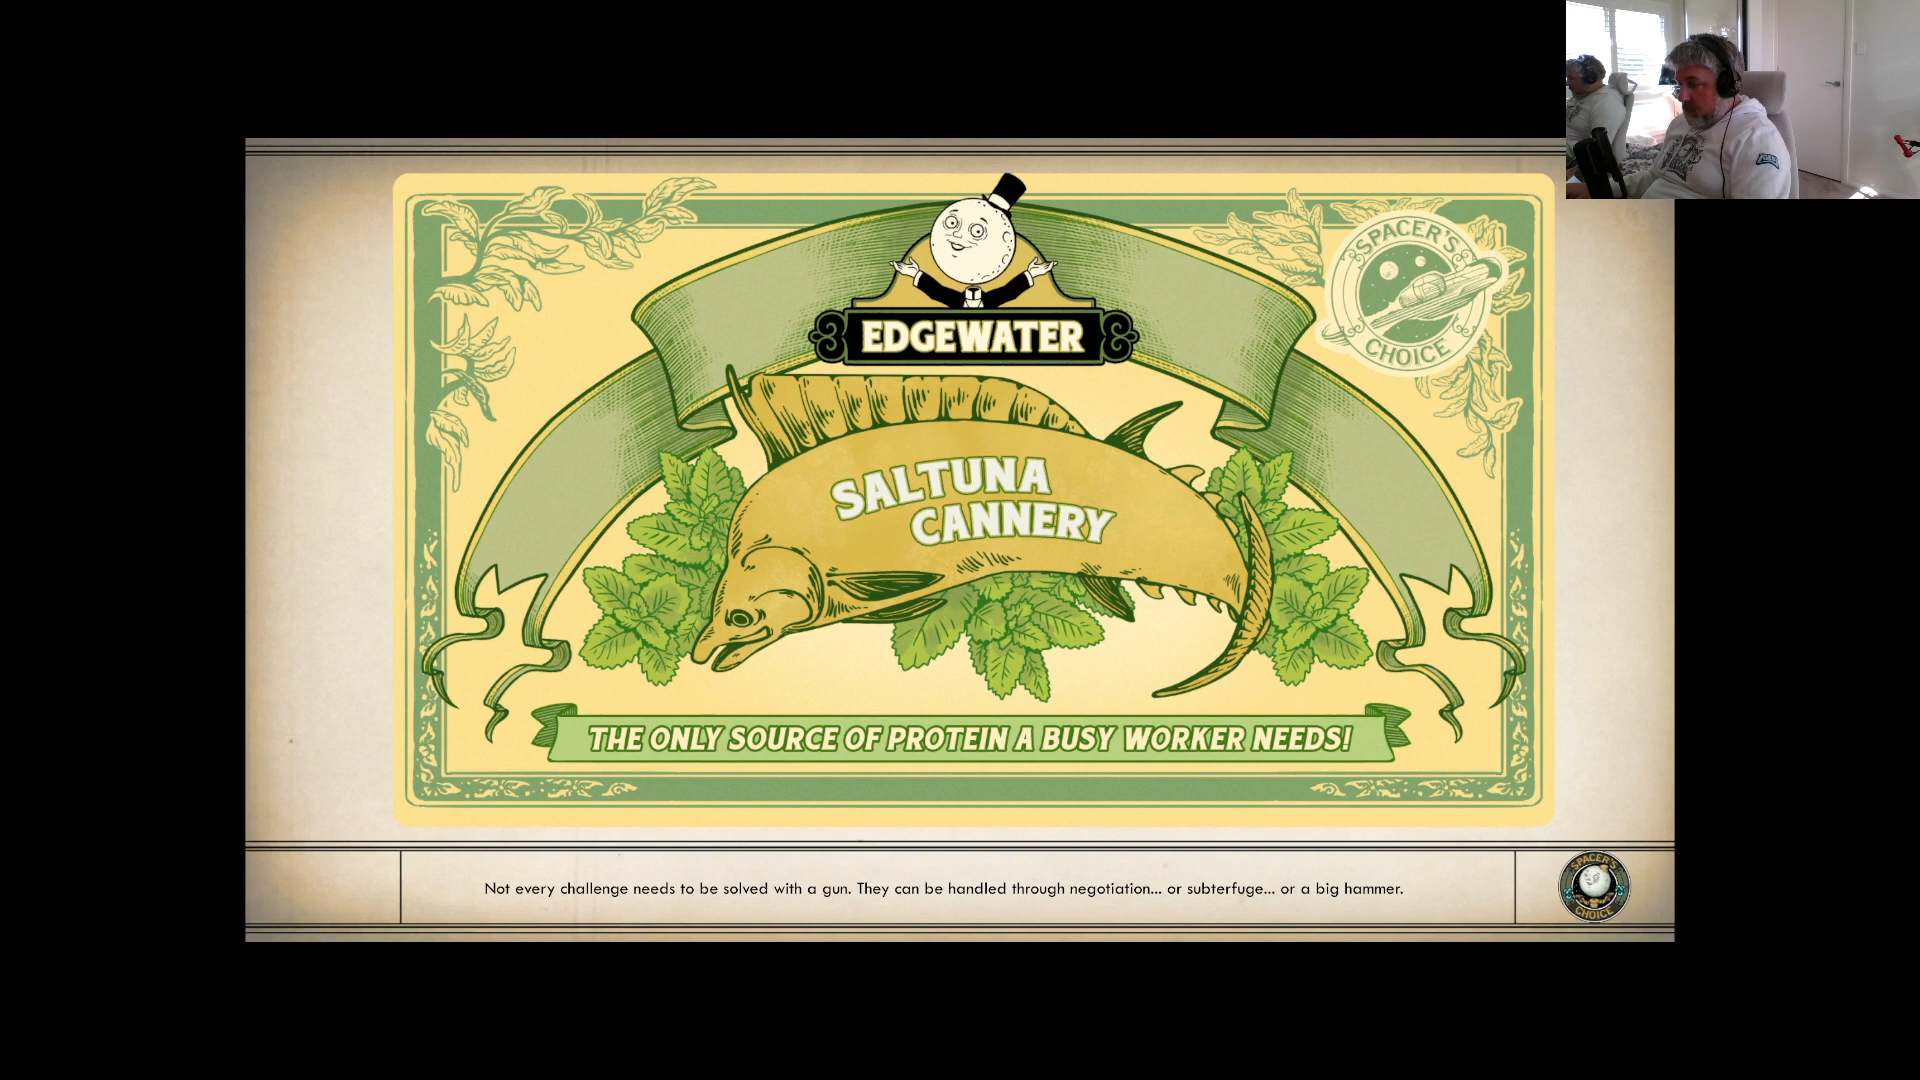 EDGEWATER
SPACER'S
CHOICE
SALTUNA
CANNERY
THE ONLY SOURCE OF PROTEIN A BUSY WORKER NEEDS!
Not every challenge needs to be solved with a gun. They can be handled through negotiation... or subterfuge... or a big hammer.
SPACER'S
CHOICE